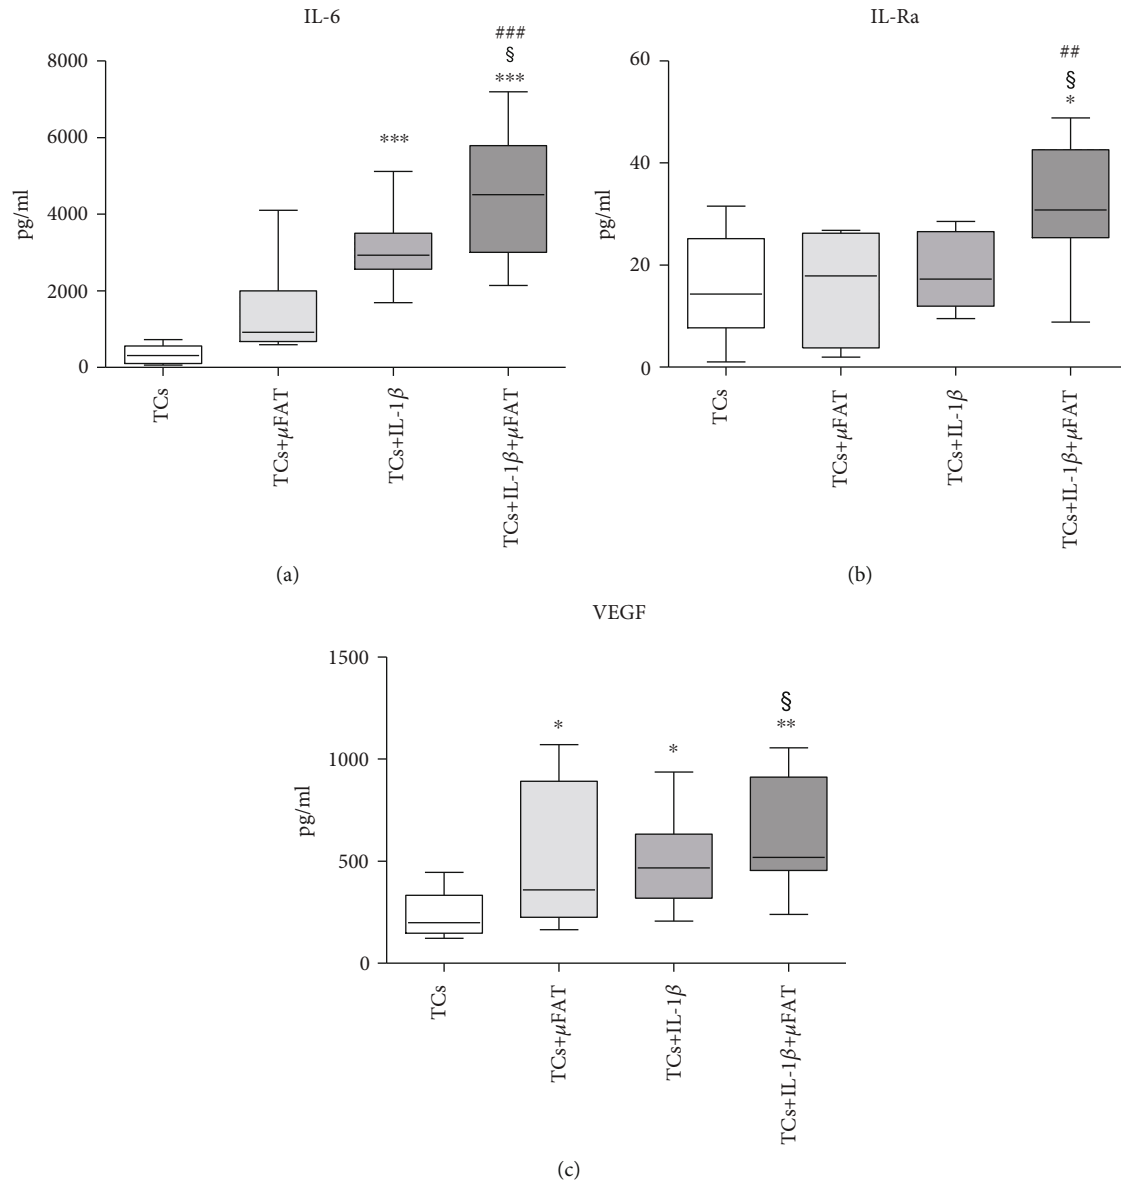 IL-6
###
§
***
***
8000
6000
4000
2000
0
pg/ml
TCs
TCs+μFAT
TCs+IL-1β
TCs+IL-1β+μFAT
(a)
IL-Ra
##
§
*
60
40
20
0
pg/ml
TCs
TCs+μFAT
TCs+IL-1β
TCs+IL-1β+μFAT
(b)
VEGF
§
**
*
*
1500
1000
500
0
pg/ml
TCs
TCs+μFAT
TCs+IL-1β
TCs+IL-1β+μFAT
(c)